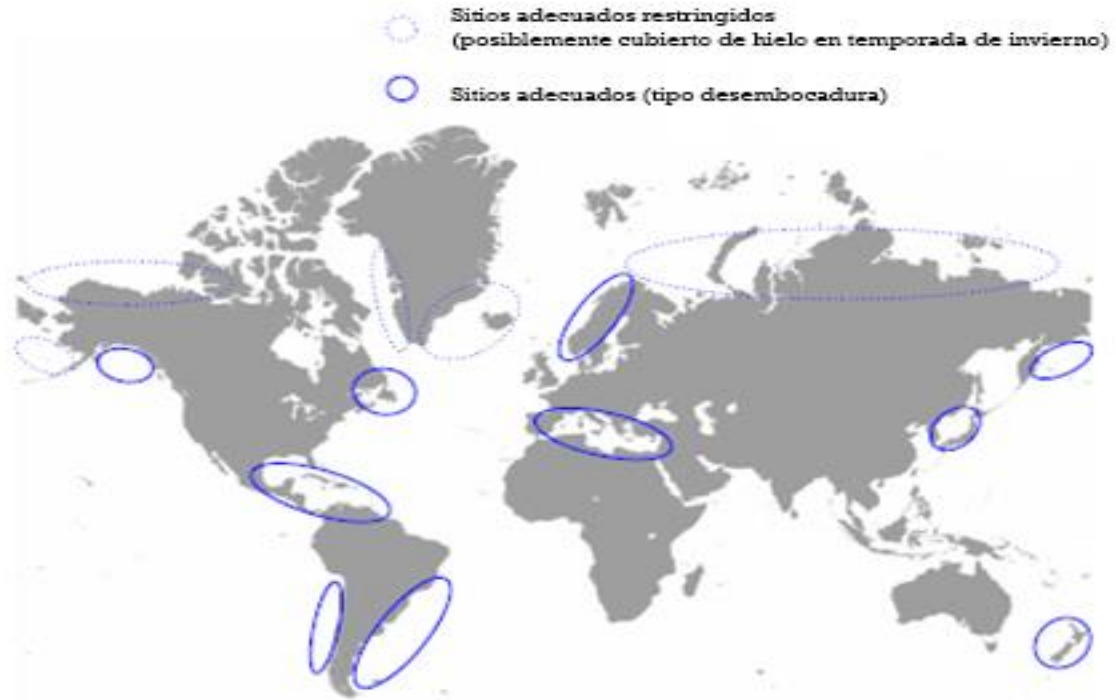 Sitios adecuados restringidos
(posiblemente cubierto de hielo en temporada de invierno)
Sitios adecuados (tipo desembocadura)